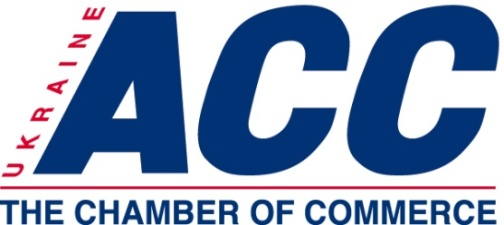 UKRAINE
ACC
THE CHAMBER OF COMMERCE